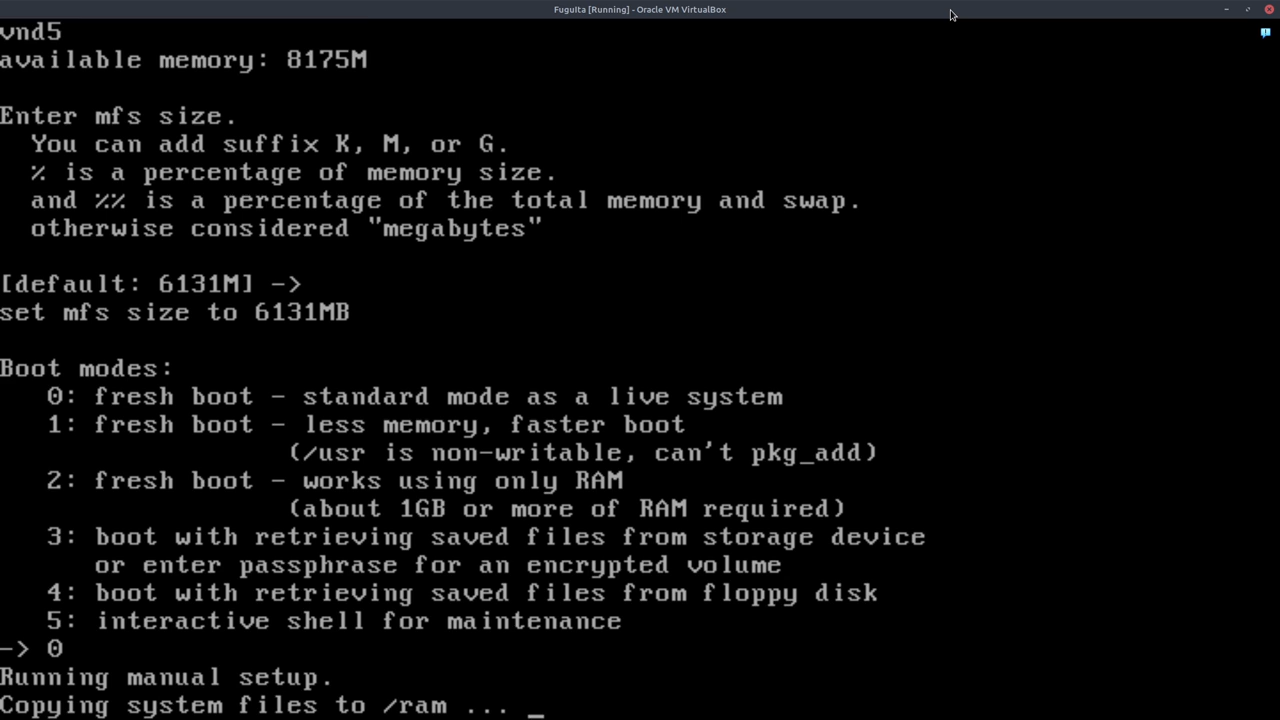 FuguIta [Running] - Oracle VM VirtualBox
vnd5
available memory: 8175M
Enter mfs size.
You can add suffix K, M, or G.
% is a percentage of memory size.
and %% is a percentage of the total memory and swap.
otherwise considered "megabytes"
[default: 6131M] ->
set mfs size to 6131MB
Boot modes:
0: fresh boot - standard mode as a live system
1: fresh boot - less memory, faster boot
(/usr is non-writable, can't pkg_add)
2: fresh boot - works using only RAM
(about 1GB or more of RAM required)
3: boot with retrieving saved files from storage device
or enter passphrase for an encrypted volume
4: boot with retrieving saved files from floppy disk
5: interactive shell for maintenance
-> 0
Running manual setup.
Copying system files to /ram ... _